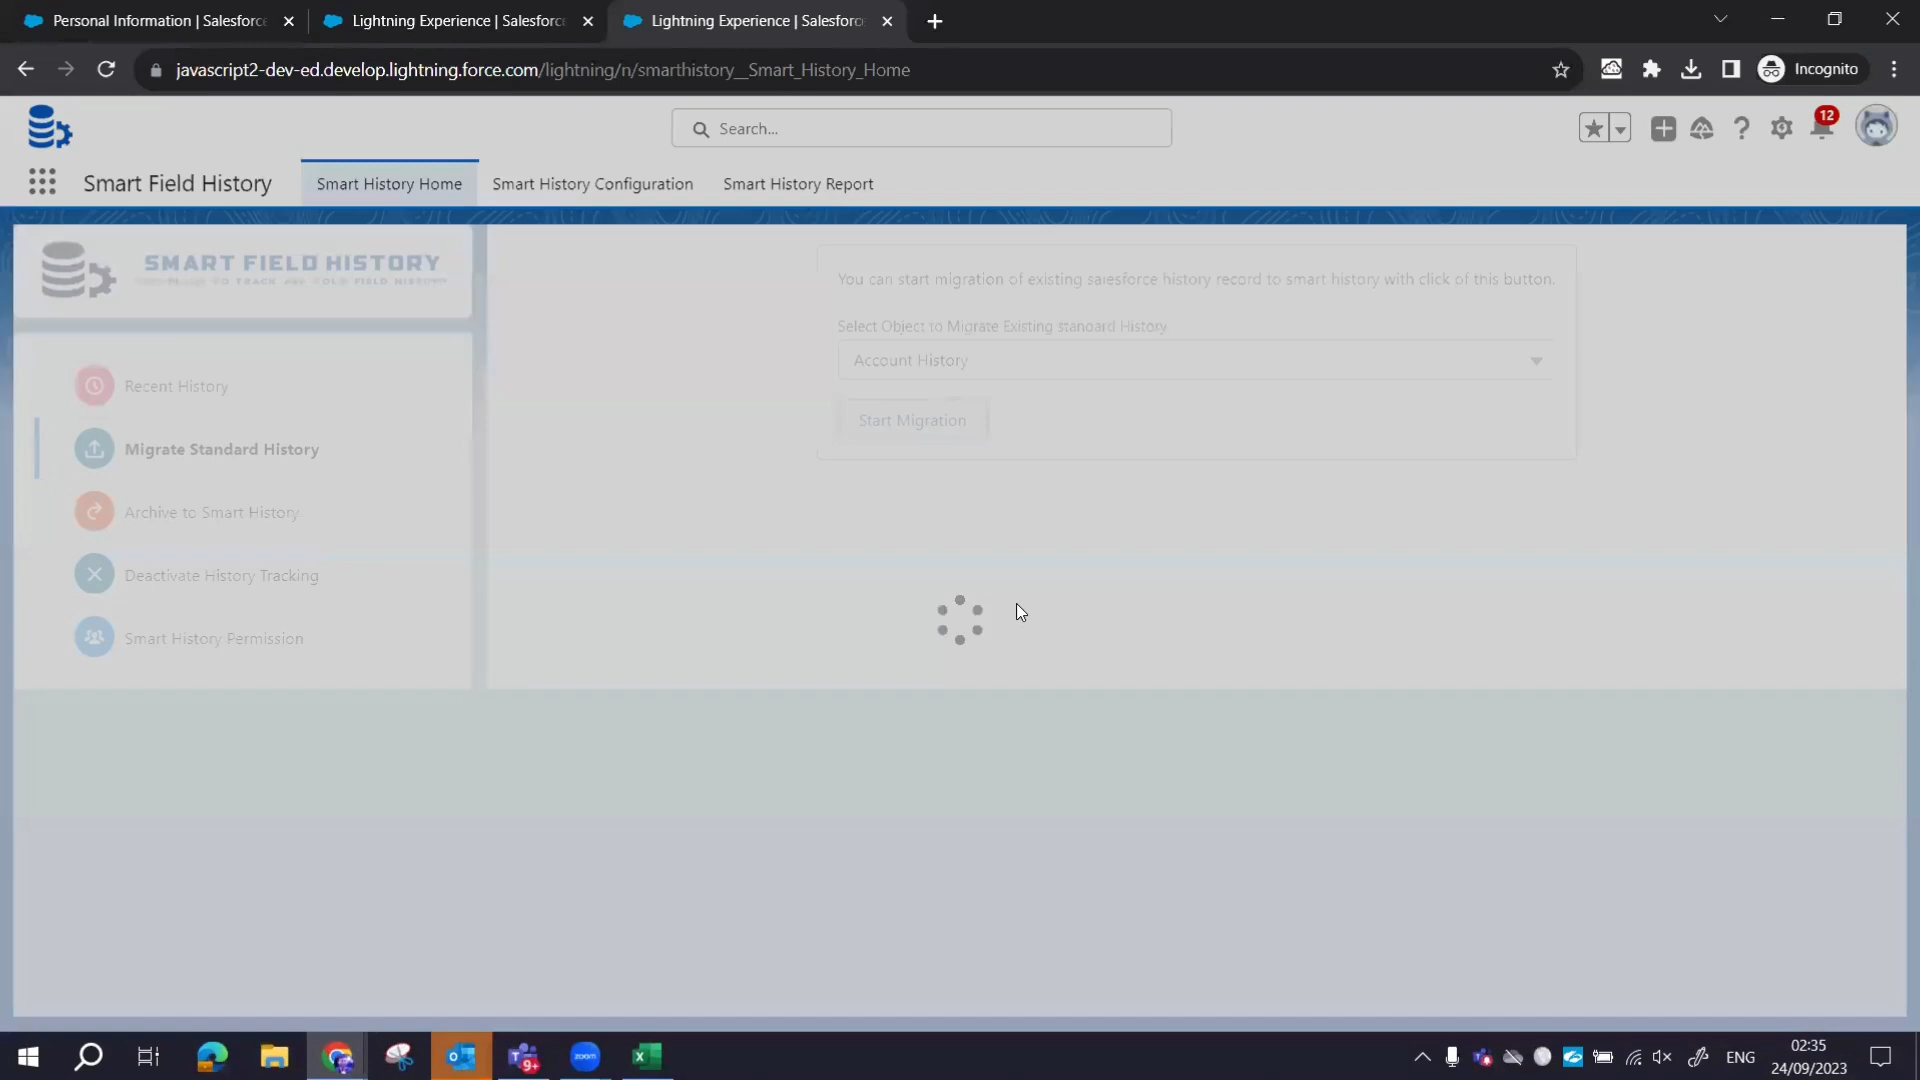 Personal Information | Salesforce
Lightning Experience | Salesforce
Lightning Experience | Salesforce
javascript2-dev-ed.develop.lightning.force.com/lightning/n/smarthistory__Smart_History_Home
Incognito
Search...
12
Smart Field History
Smart History Home
Smart History Configuration
Smart History Report
SMART FIELD HISTORY
You can start migration of existing salesforce history record to smart history with click of this button.
Select Object to Migrate Existing standard History
Account History
Start Migration
Recent History
Migrate Standard History
Archive to Smart History
Deactivate History Tracking
Smart History Permission
9+
zoom
ENG
02:35
24/09/2023